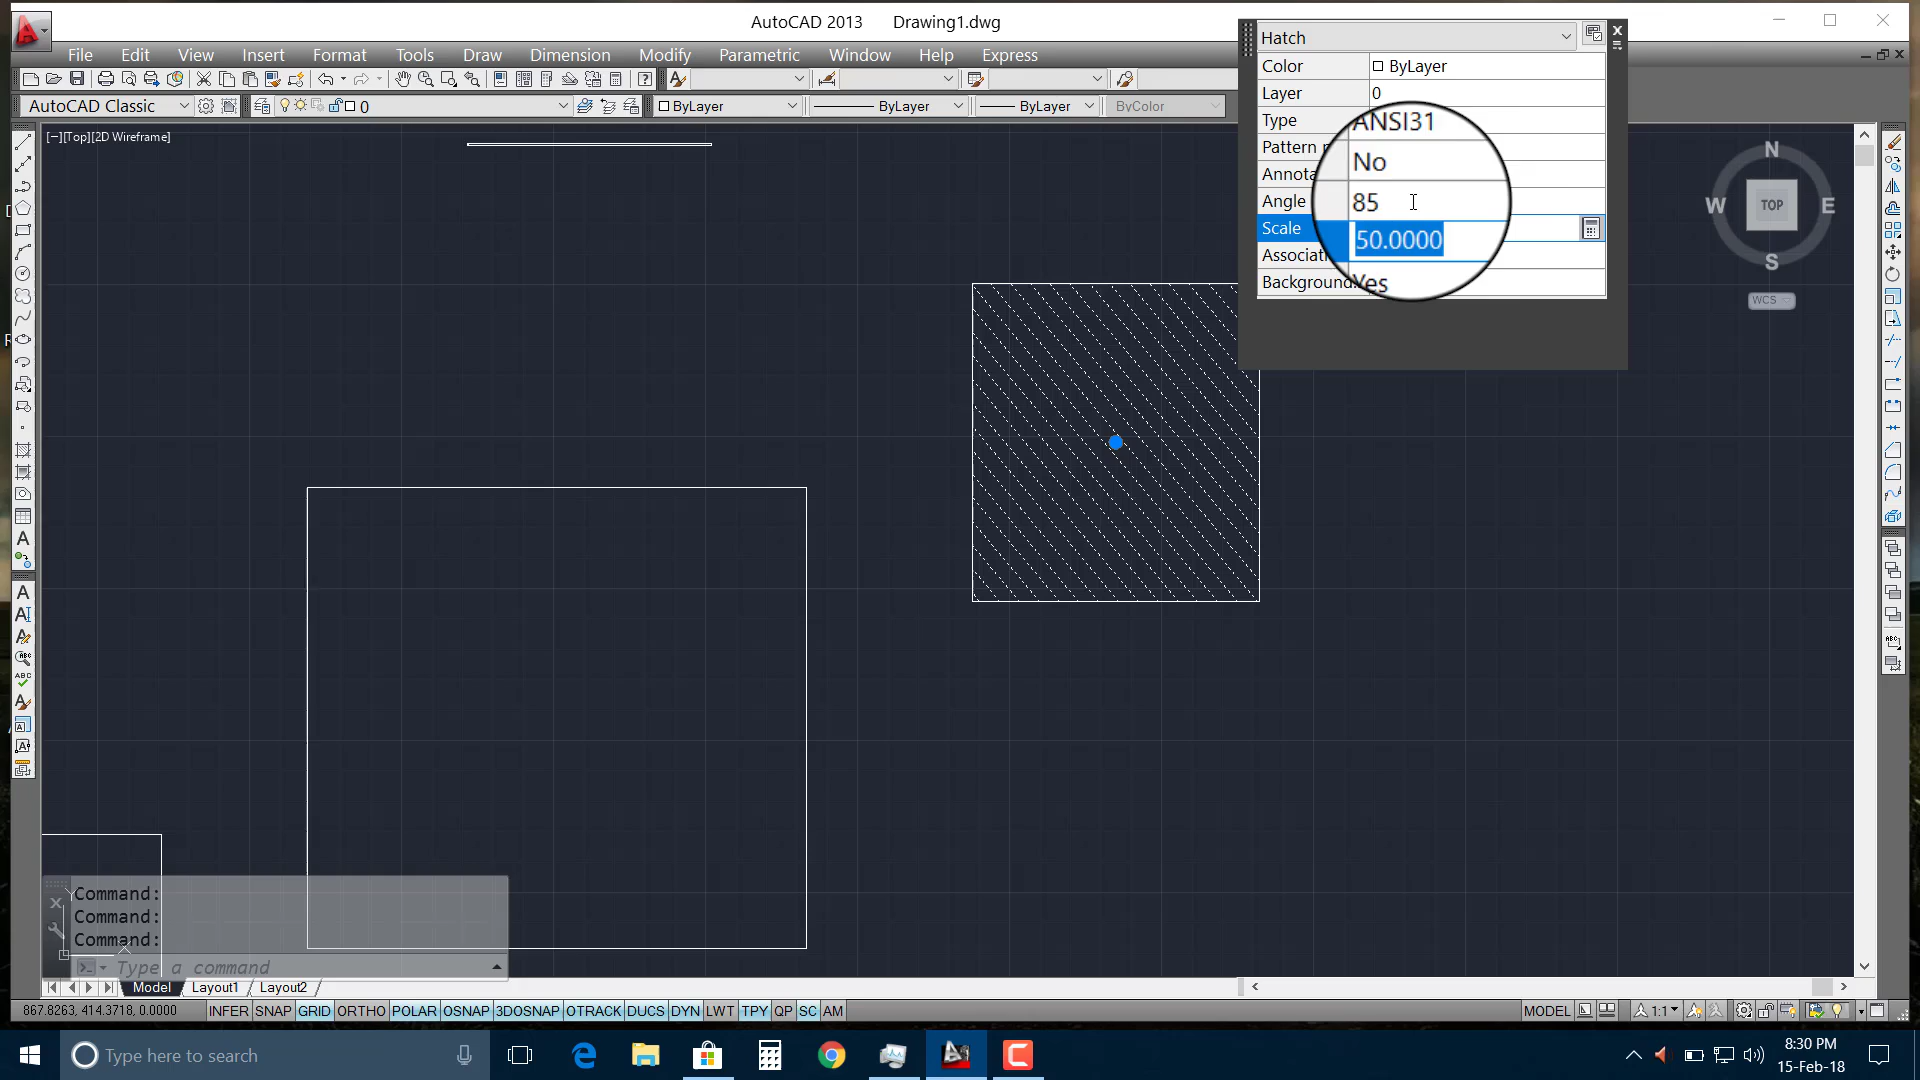 AutoCAD 2013 Drawing1.dwg
File Edit View Insert Format Tools Draw Dimension Modify Parametric Window Help Express
AutoCAD Classic 0 ByLayer ByLayer ByLayer ByColor
[−][Top][2D Wireframe]
Hatch
Color ByLayer
Layer 0
Type ANSI31
Pattern
No
Annota
Angle 85
Scale 50.0000
Associati
Background Yes
N
W TOP E
S
WCS
Command:
Command:
Command:
Type a command
Model Layout1 Layout2
867.8263, 414.3718, 0.0000 INFER SNAP GRID ORTHO POLAR OSNAP 3DOSNAP OTRACK DUCS DYN LWT TPY QP SC AM MODEL 1:1
Type here to search
8:30 PM
15-Feb-18